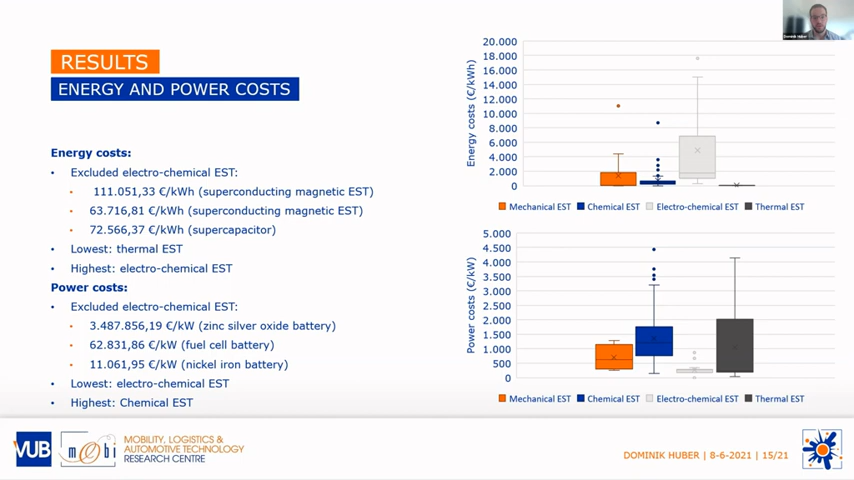 RESULTS
ENERGY AND POWER COSTS
Energy costs:
• Excluded electro-chemical EST:
• 111.051,33 €/kWh (superconducting magnetic EST)
• 63.716,81 €/kWh (superconducting magnetic EST)
• 72.566,37 €/kWh (supercapacitor)
• Lowest: thermal EST
• Highest: electro-chemical EST
Power costs:
• Excluded electro-chemical EST:
• 3.487.856,19 €/kW (zinc silver oxide battery)
• 62.831,86 €/kW (fuel cell battery)
• 11.061,95 €/kW (nickel iron battery)
• Lowest: electro-chemical EST
• Highest: Chemical EST
Dominik Huber
Energy costs (€/kWh)
20.000
18.000
16.000
14.000
12.000
10.000
8.000
6.000
4.000
2.000
0
Mechanical EST Chemical EST Electro-chemical EST Thermal EST
Power costs (€/kW)
5.000
4.500
4.000
3.500
3.000
2.500
2.000
1.500
1.000
500
0
Mechanical EST Chemical EST Electro-chemical EST Thermal EST
VUB
mobi
MOBILITY, LOGISTICS &
AUTOMOTIVE TECHNOLOGY
RESEARCH CENTRE
DOMINIK HUBER | 8-6-2021 | 15/21